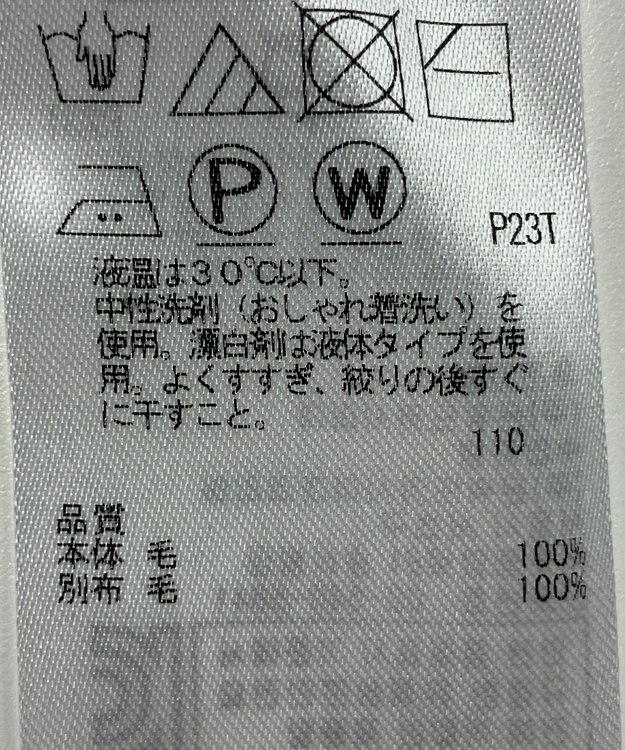 P
W
P23T
液温は30℃以下。
中性洗剤（おしゃれ着洗い）を
使用。漂白剤は液体タイプを使
用。よくすすぎ、絞りの後すぐ
に干すこと。
110
品質
本体 毛 100%
別布 毛 100%